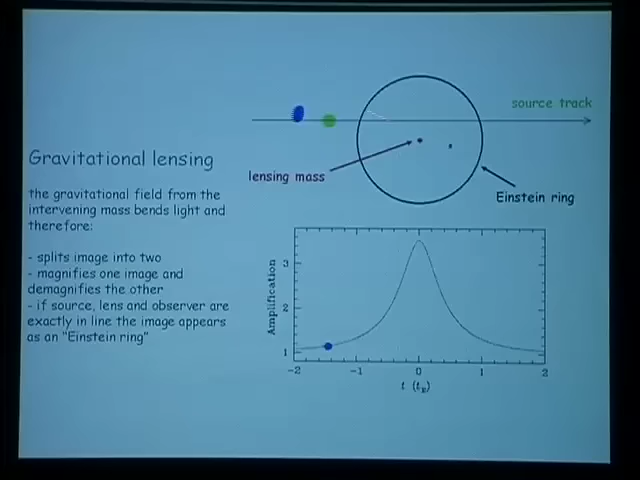 source track
Gravitational lensing
lensing mass
Einstein ring
the gravitational field from the
intervening mass bends light and
therefore:
- splits image into two
- magnifies one image and
demagnifies the other
- if source, lens and observer are
exactly in line the image appears
as an "Einstein ring"
Amplification
3
2
1
-2
-1
0
1
2
t (t_E)